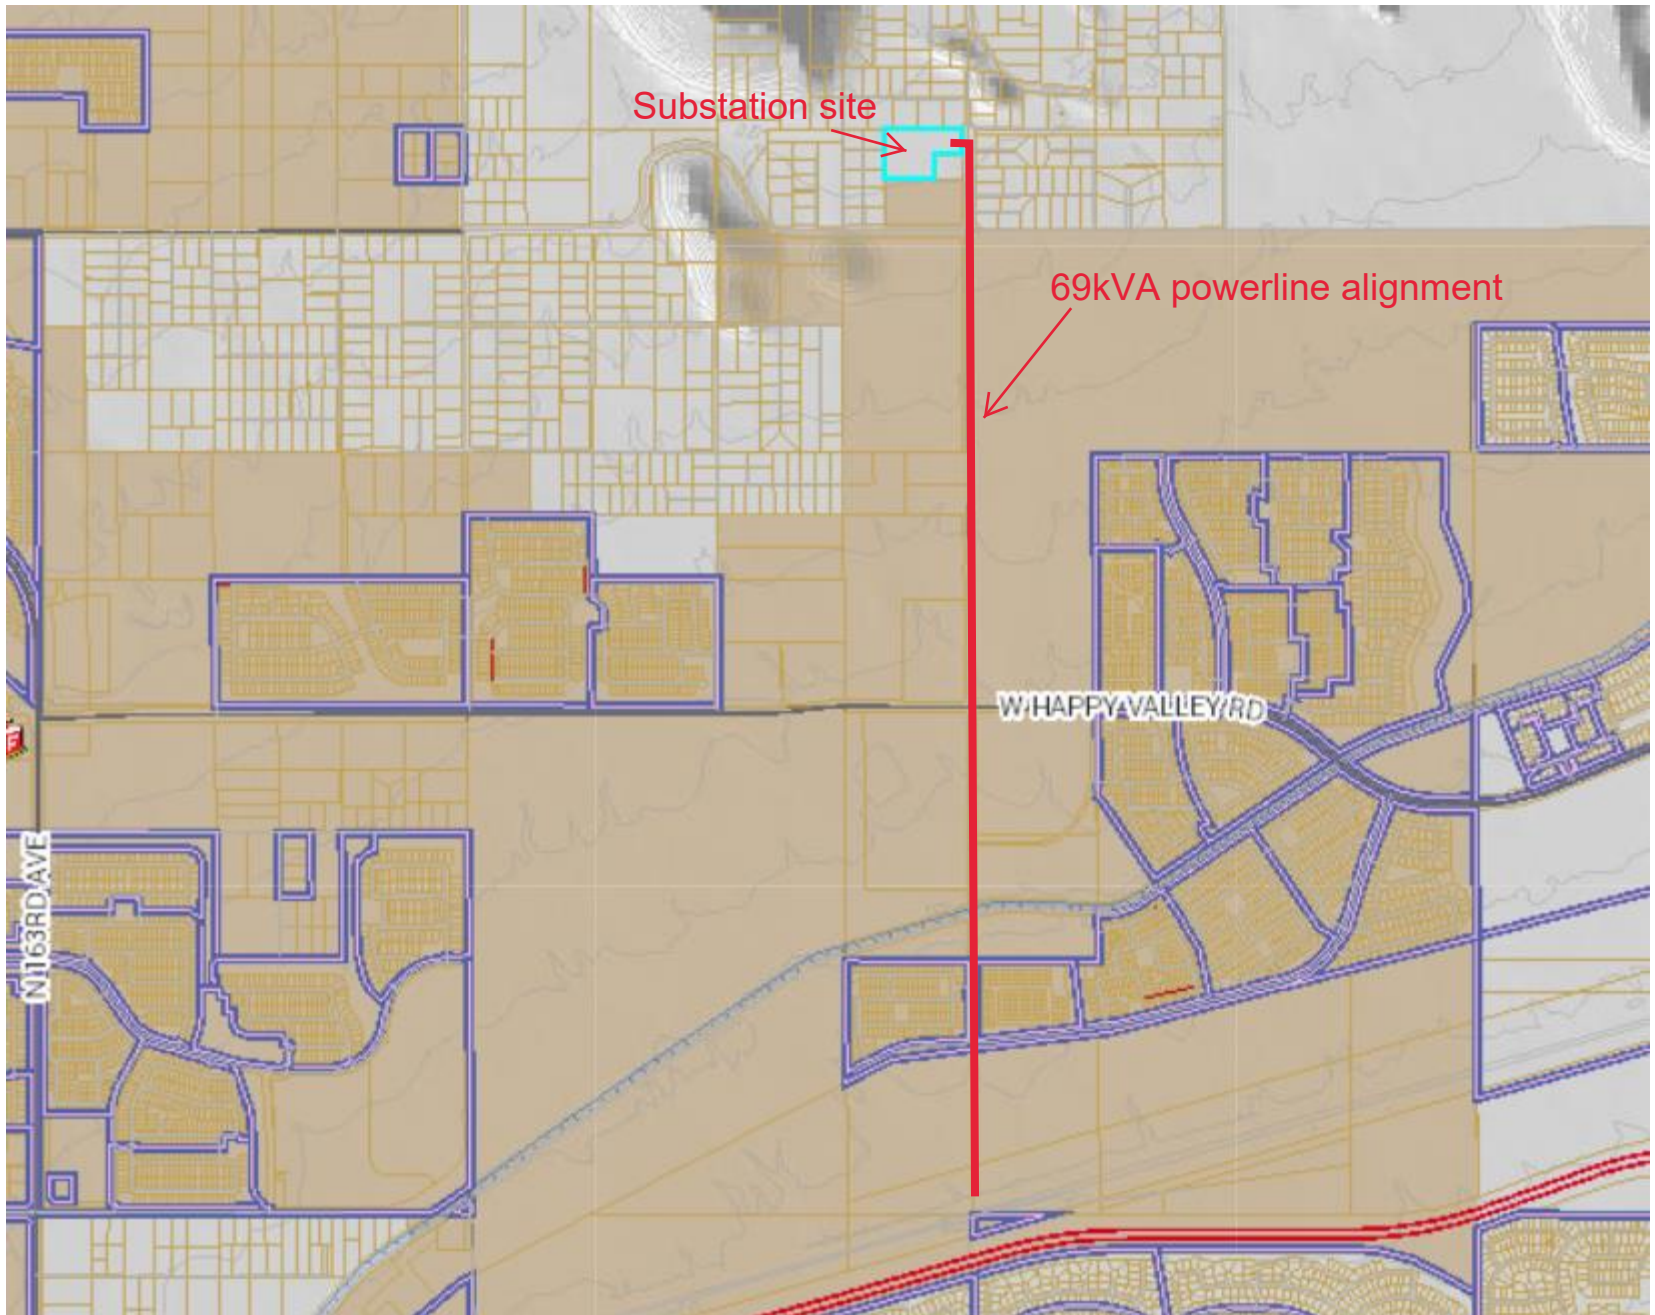 Substation site
69kVA powerline alignment
W HAPPY VALLEY RD
N 163RD AVE